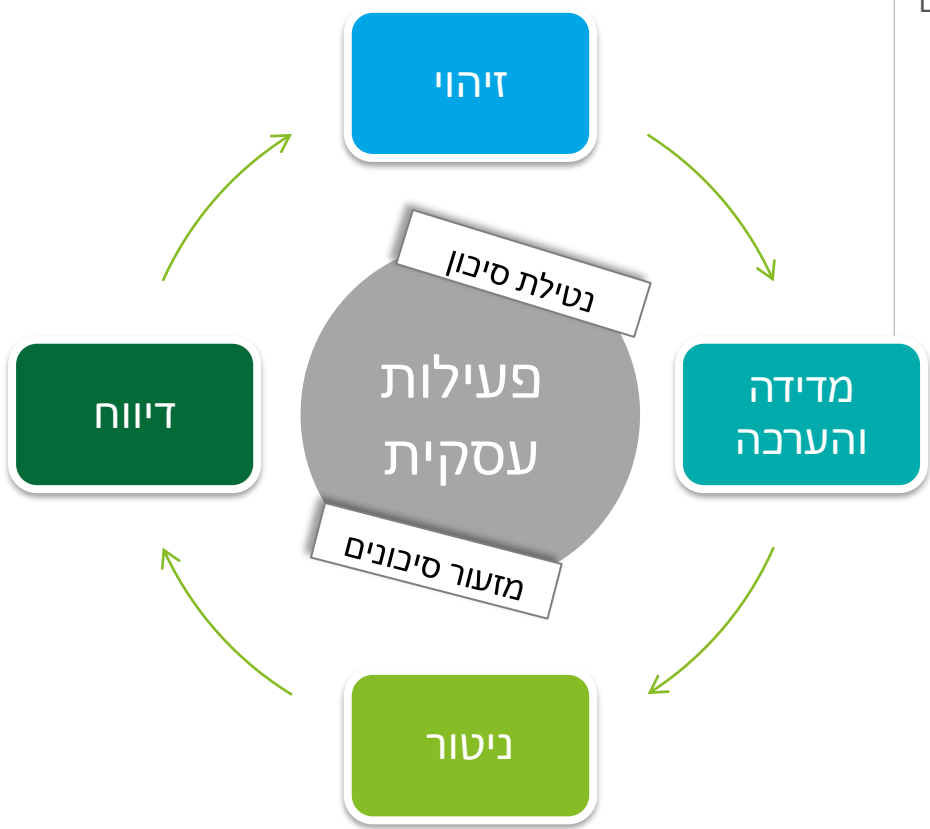 זיהוי
נטילת סיכון
פעילות
עסקית
מדידה
והערכה
דיווח
מזעור סיכונים
ניטור